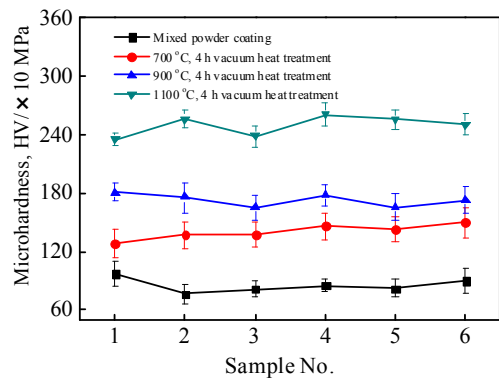 360
300
240
180
120
60
Microhardness, HV/×10 MPa
Mixed powder coating
700 °C, 4 h vacuum heat treatment
900 °C, 4 h vacuum heat treatment
1100 °C, 4 h vacuum heat treatment
1 2 3 4 5 6
Sample No.